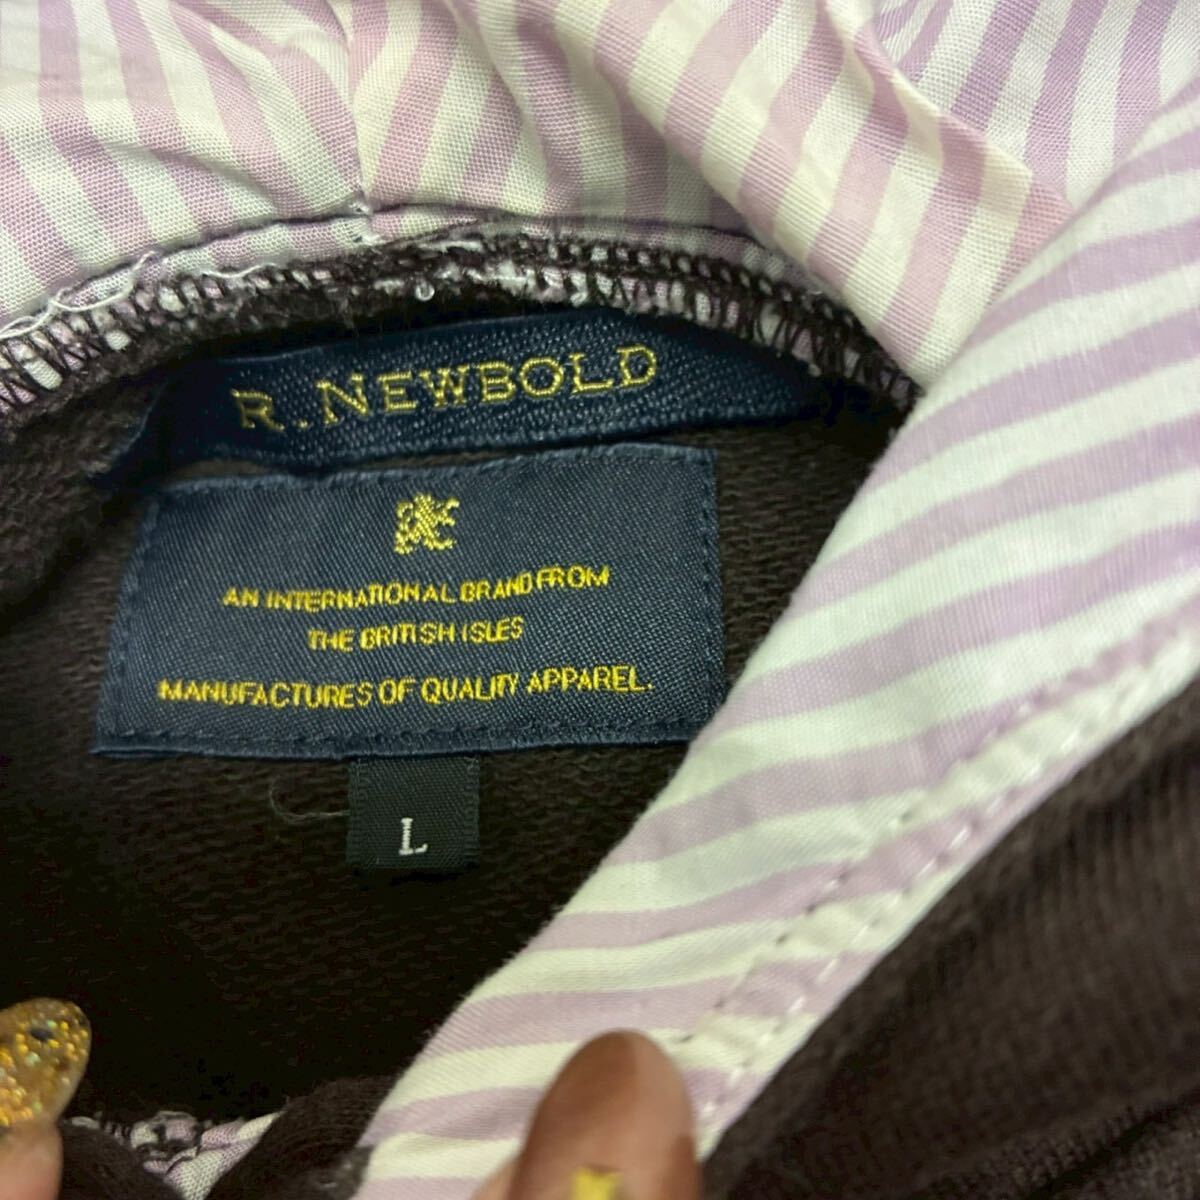 R. NEWBOLD
AN INTERNATIONAL BRAND FROM
THE BRITISH ISLES
MANUFACTURES OF QUALITY APPAREL.
L